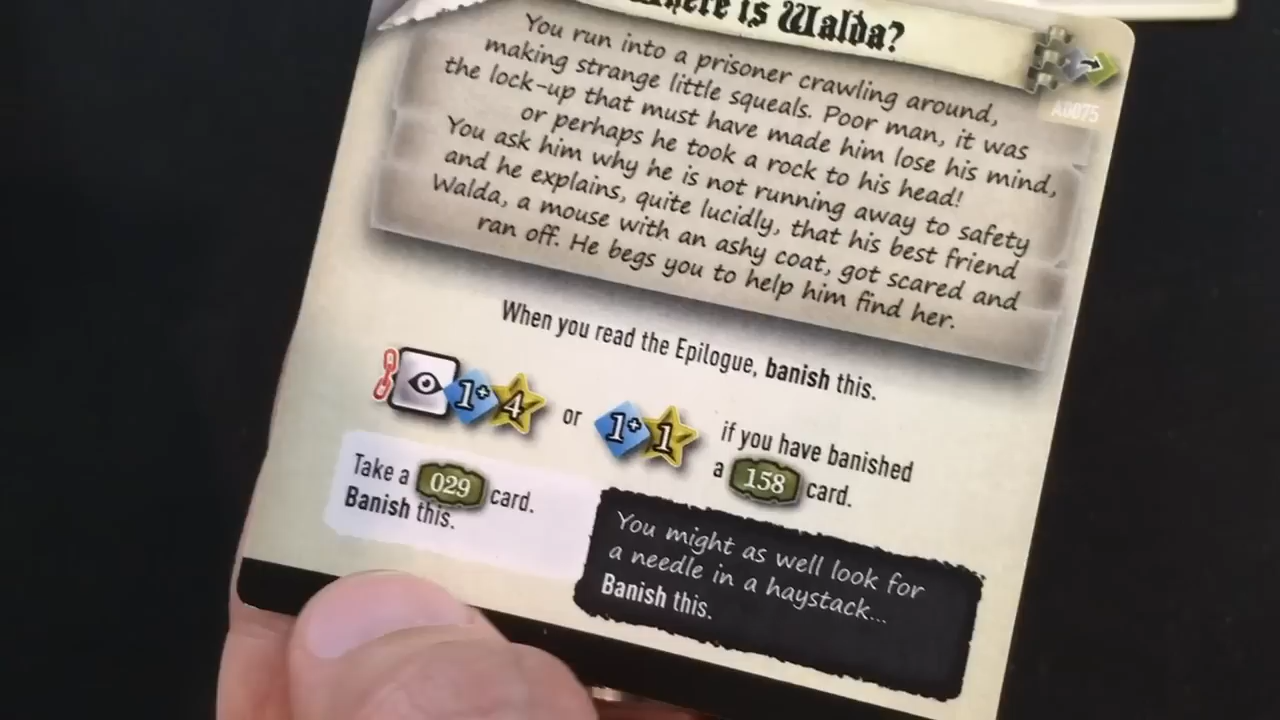 is Walda?
You run into a prisoner crawling around,
making strange little squeals. Poor man, it was
the lock-up that must have made him lose his mind,
or perhaps he took a rock to his head!
You ask him why he is not running away to safety
and he explains, quite lucidly, that his best friend
Walda, a mouse with an ashy coat, got scared and
ran off. He begs you to help him find her.
A0075
When you read the Epilogue, banish this.
1+ 4 or 1+ 1 if you have banished
a 158 card.
Take a 029 card.
Banish this.
You might as well look for
a needle in a haystack...
Banish this.